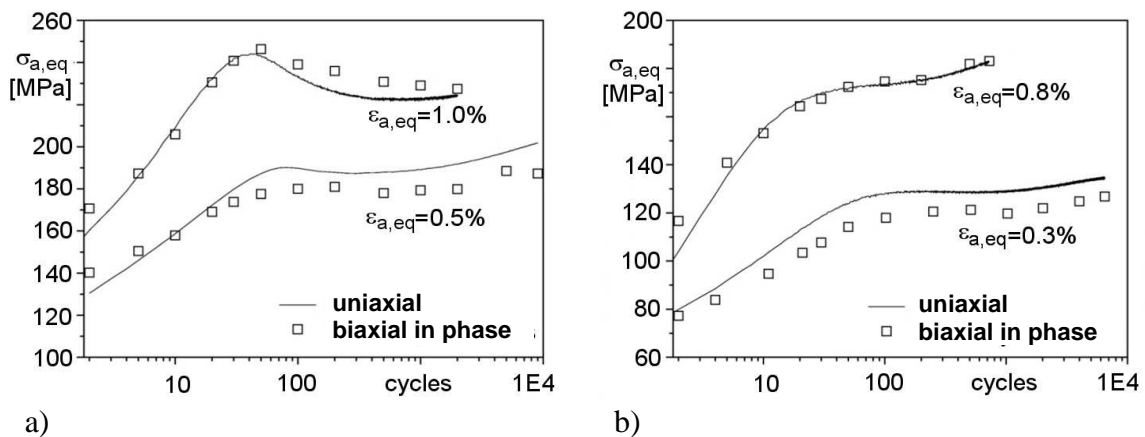 260
σa,eq
[MPa]
200
180
160
140
120
100
εa,eq=1.0%
εa,eq=0.5%
uniaxial
biaxial in phase
10 100 cycles 1E4
a)
200
σa,eq
[MPa]
140
120
100
80
60
εa,eq=0.8%
εa,eq=0.3%
uniaxial
biaxial in phase
10 100 cycles 1E4
b)